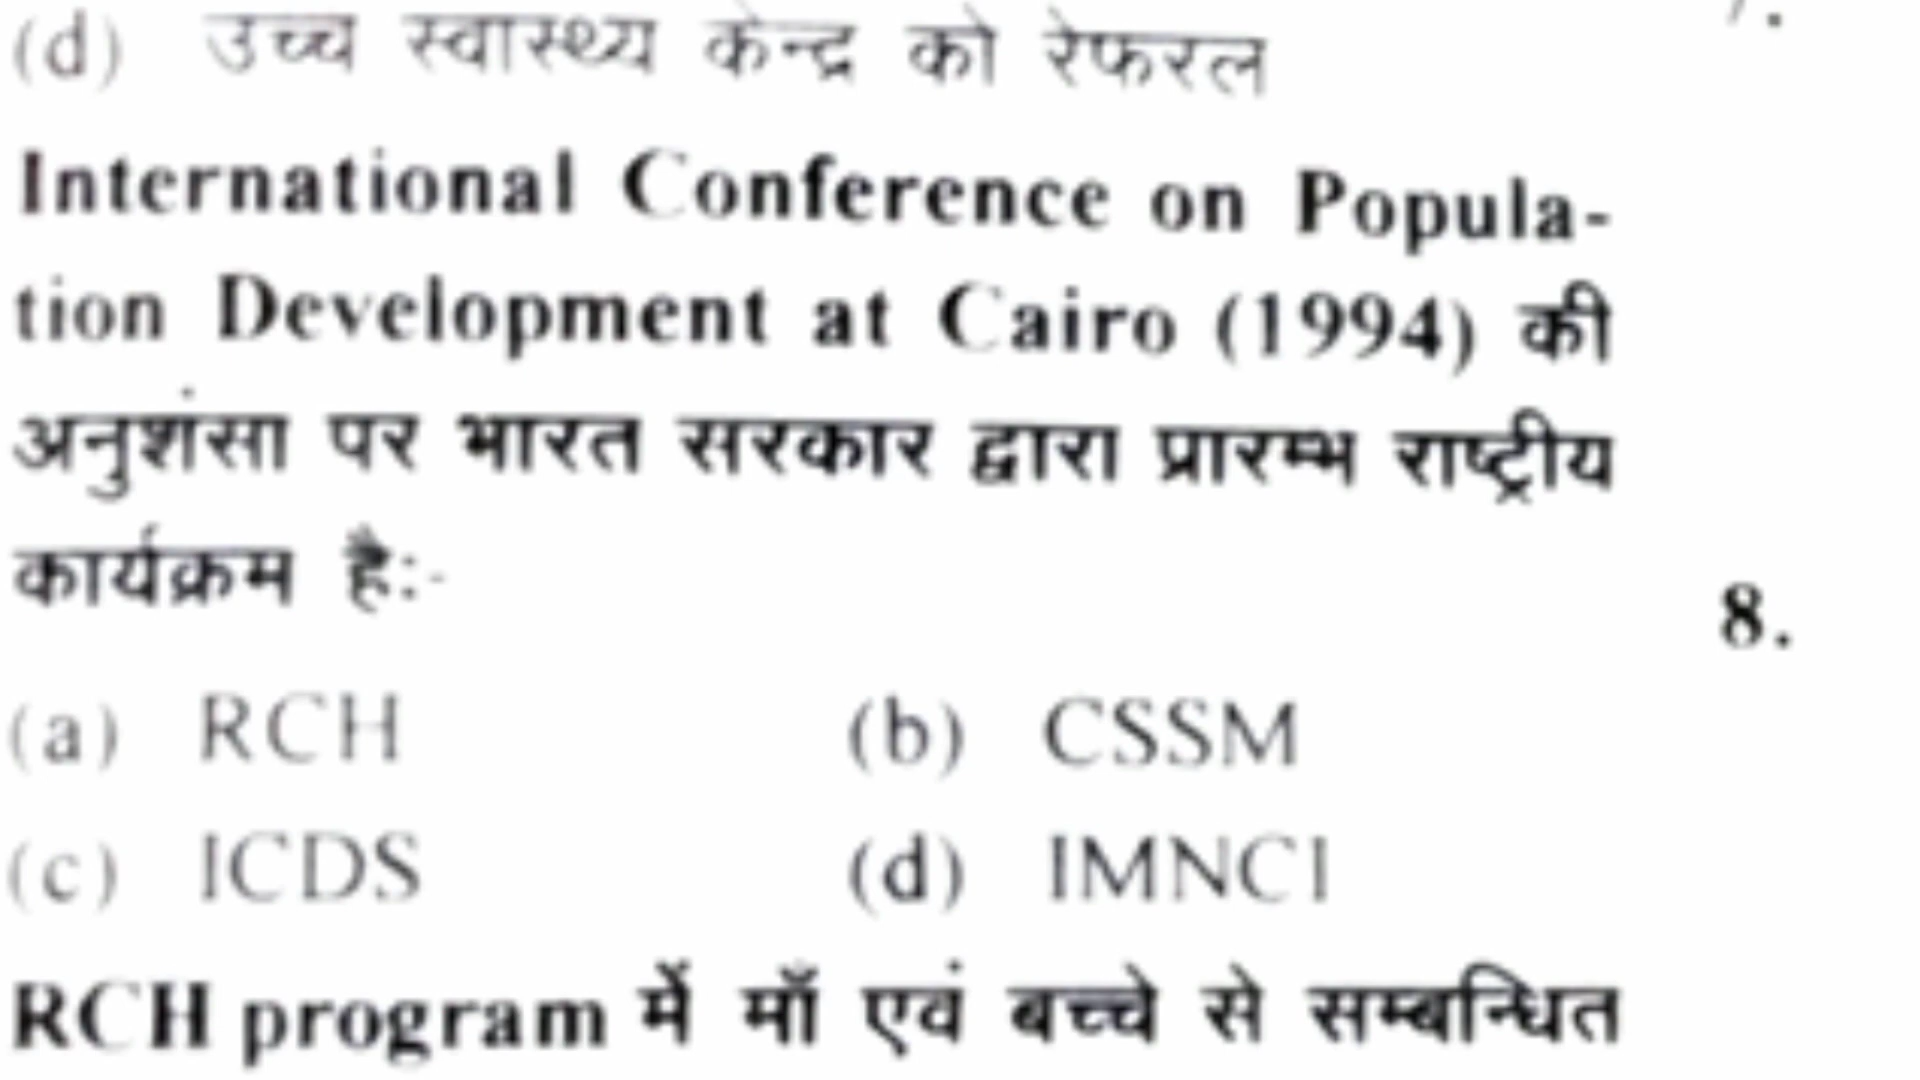 (d) उच्च स्वास्थ्य केन्द्र को रेफरल
International Conference on Popula-
tion Development at Cairo (1994) की
अनुशंसा पर भारत सरकार द्वारा प्रारम्भ राष्ट्रीय
कार्यक्रम है:-
(a) RCH (b) CSSM
(c) ICDS (d) IMNCI
RCH program में माँ एवं बच्चे से सम्बन्धित
8.